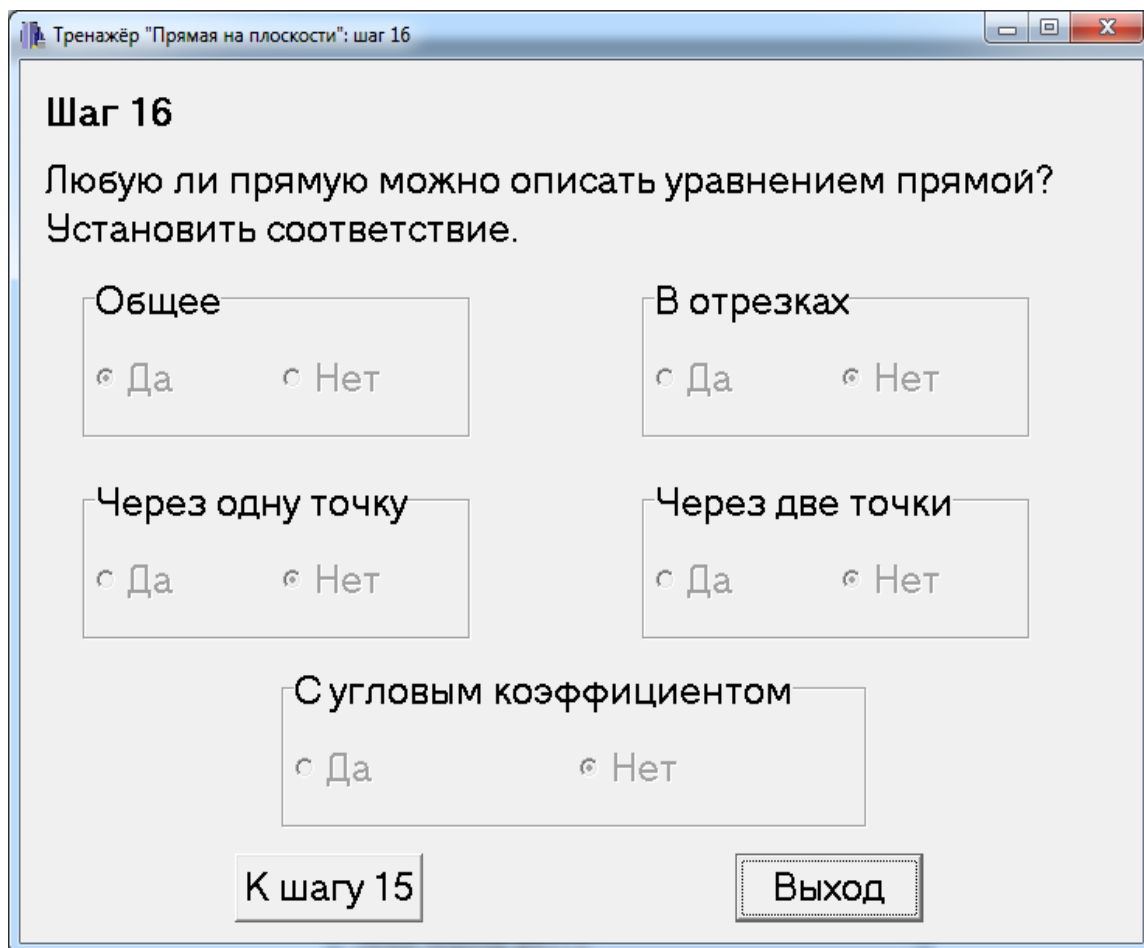 Тренажёр "Прямая на плоскости": шаг 16
Шаг 16
Любую ли прямую можно описать уравнением прямой?
Установить соответствие.
Общее
Да Нет
В отрезках
Да Нет
Через одну точку
Да Нет
Через две точки
Да Нет
С угловым коэффициентом
Да Нет
К шагу 15
Выход